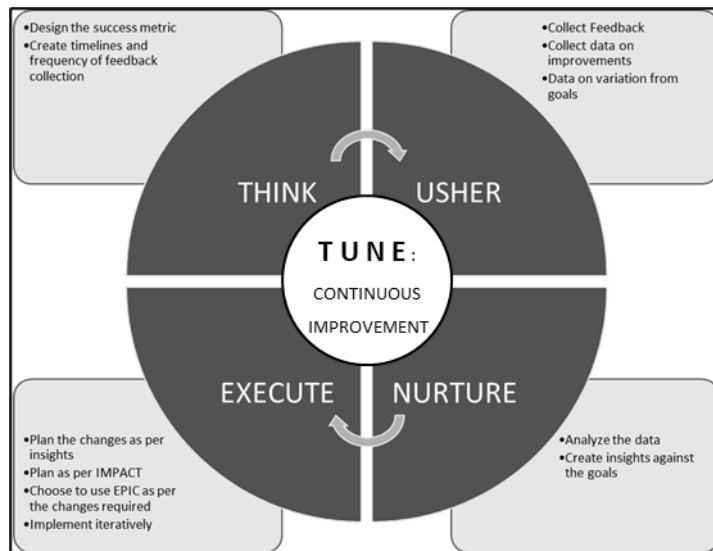 •Design the success metric
•Create timelines and
frequency of feedback
collection
•Collect Feedback
•Collect data on
improvements
•Data on variation from
goals
THINK
USHER
TUNE:
CONTINUOUS
IMPROVEMENT
EXECUTE
NURTURE
•Plan the changes as per
insights
•Plan as per IMPACT
•Choose to use EPIC as per
the changes required
•Implement iteratively
•Analyze the data
•Create insights against
the goals